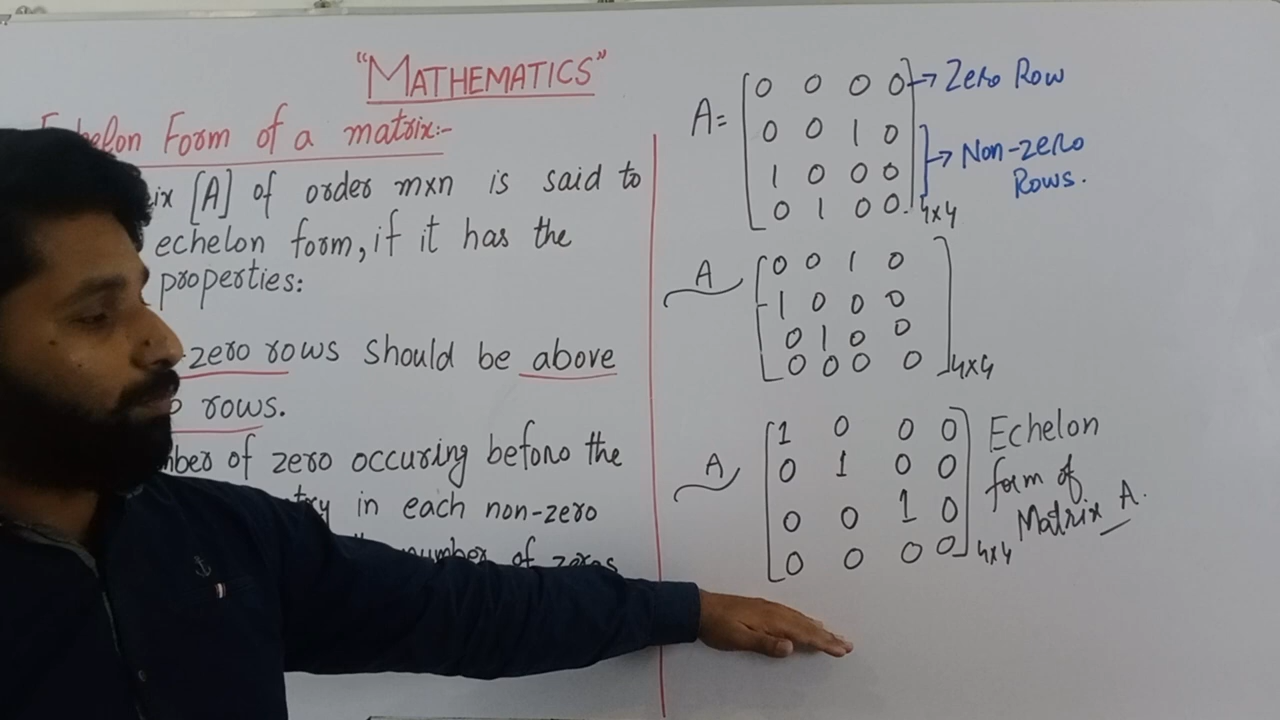 "MATHEMATICS"
Echelon Form of a matrix:-
ix [A] of order mxn is said to
echelon form, if it has the
properties:
-zero rows should be above
rows.
ber of zero occuring before the
try in each non-zero
number of zeros
A= [0 0 0 0] → Zero Row
0 0 1 0
→ Non-zero
1 0 0 0
Rows.
0 1 0 0. 4x4
A [0 0 1 0
1 0 0 0
0 1 0 0
0 0 0 0] 4x4
A [1 0 0 0] Echelon
0 1 0 0
form of
0 0 1 0
Matrix A.
0 0 0 0 4x4